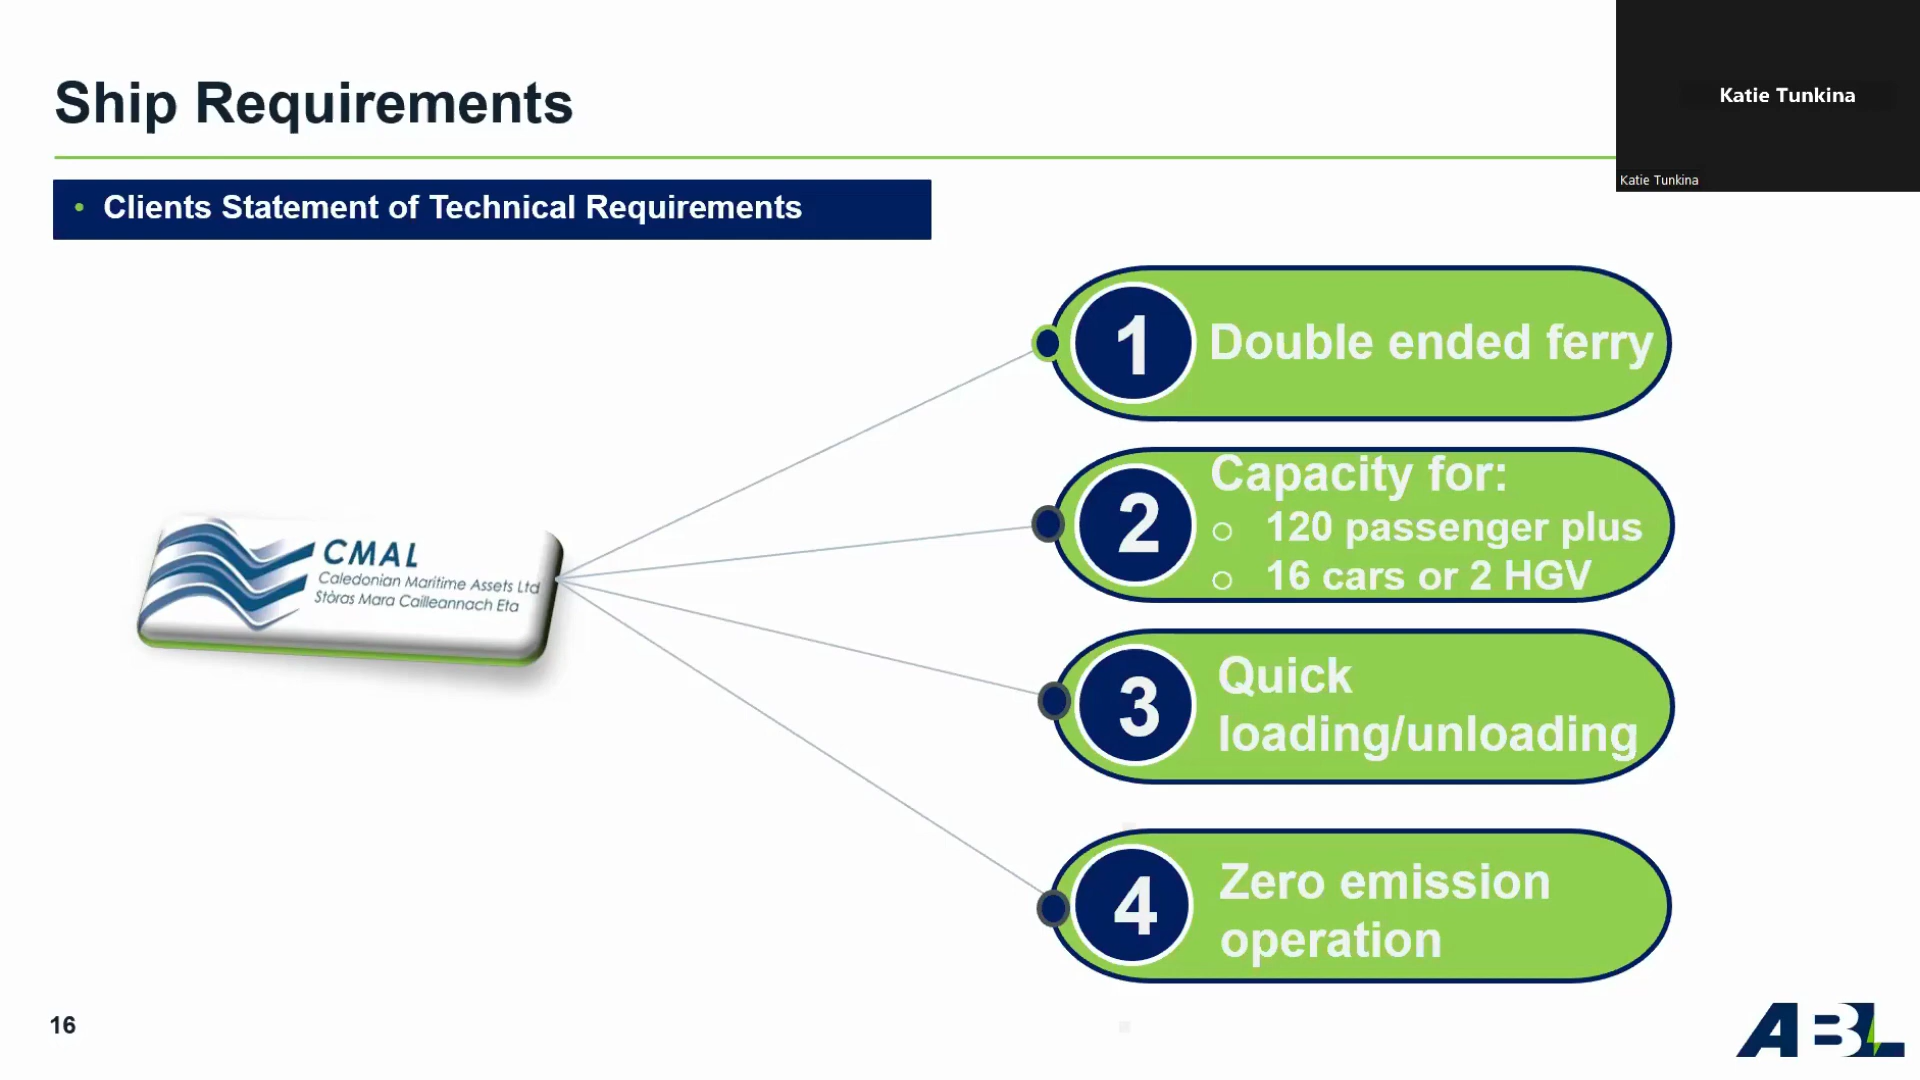 Ship Requirements
Katie Tunkina
Katie Tunkina
• Clients Statement of Technical Requirements
CMAL
Caledonian Maritime Assets Ltd
Stòras Mara Cailleannach Eta
1 Double ended ferry
2 Capacity for:
o 120 passenger plus
o 16 cars or 2 HGV
3 Quick
loading/unloading
4 Zero emission
operation
16
ABL